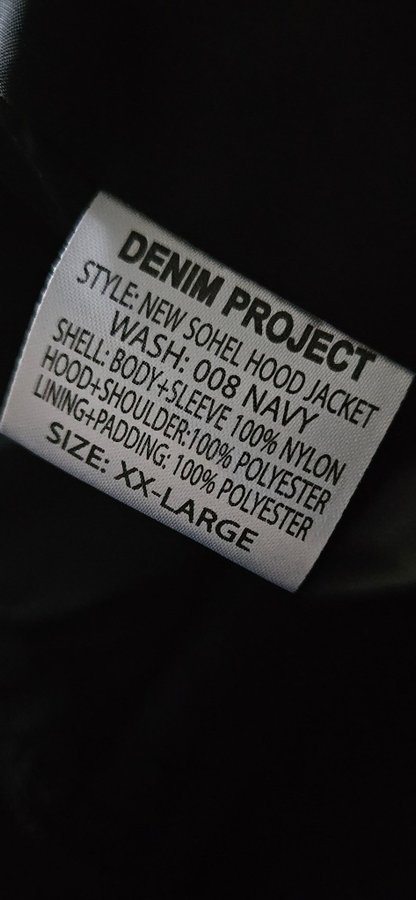 DENIM PROJECT
STYLE: NEW SOHEL HOOD JACKET
WASH: 008 NAVY
SHELL: BODY+SLEEVE 100% NYLON
HOOD+SHOULDER:100% POLYESTER
LINING+PADDING: 100% POLYESTER
SIZE: XX-LARGE